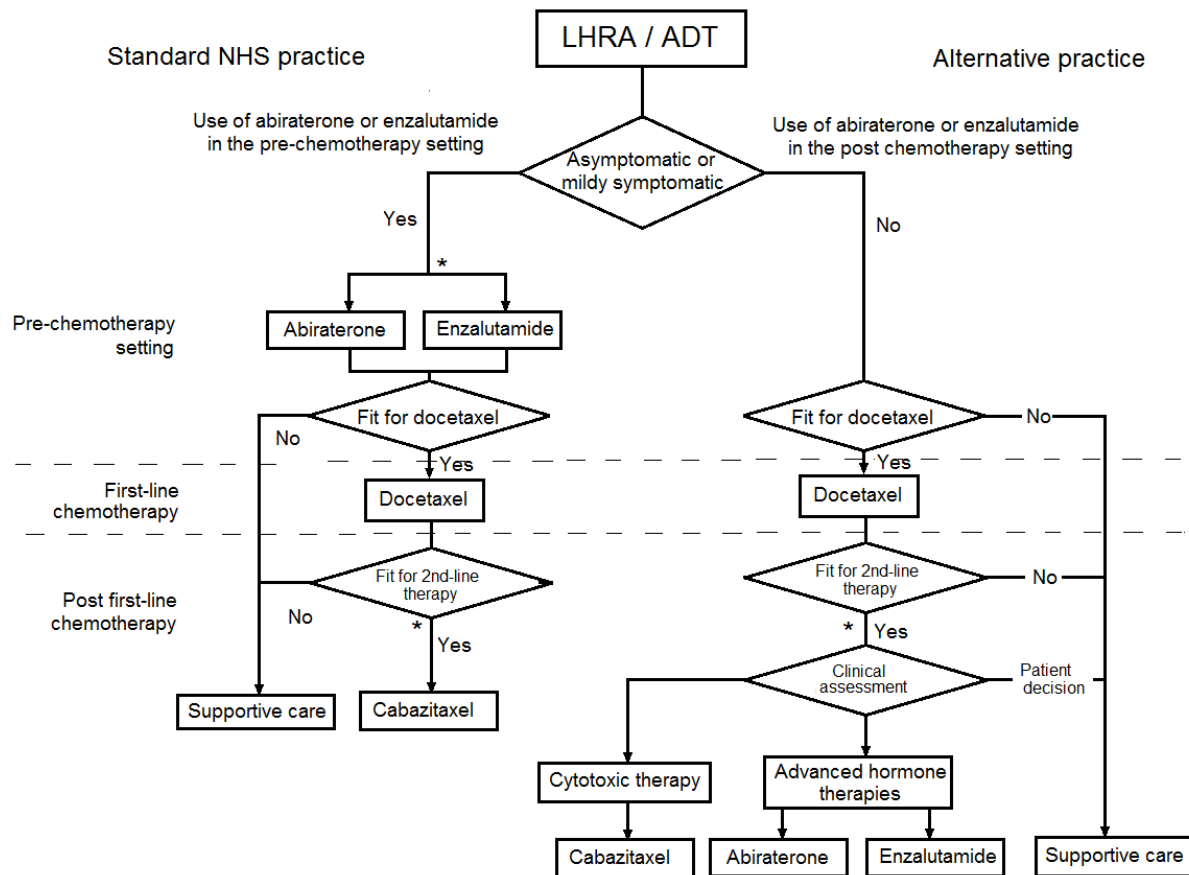 LHRA / ADT
Standard NHS practice
Alternative practice
Use of abiraterone or enzalutamide
in the pre-chemotherapy setting
Use of abiraterone or enzalutamide
in the post chemotherapy setting
Asymptomatic or
mildy symptomatic
Yes
No
*
Pre-chemotherapy
setting
Abiraterone
Enzalutamide
Fit for docetaxel
No
Yes
Fit for docetaxel
No
Yes
First-line
chemotherapy
Docetaxel
Docetaxel
Post first-line
chemotherapy
Fit for 2nd-line
therapy
No
*
Yes
Fit for 2nd-line
therapy
No
*
Yes
Clinical
assessment
Patient
decision
Supportive care
Cabazitaxel
Cytotoxic therapy
Advanced hormone
therapies
Cabazitaxel
Abiraterone
Enzalutamide
Supportive care